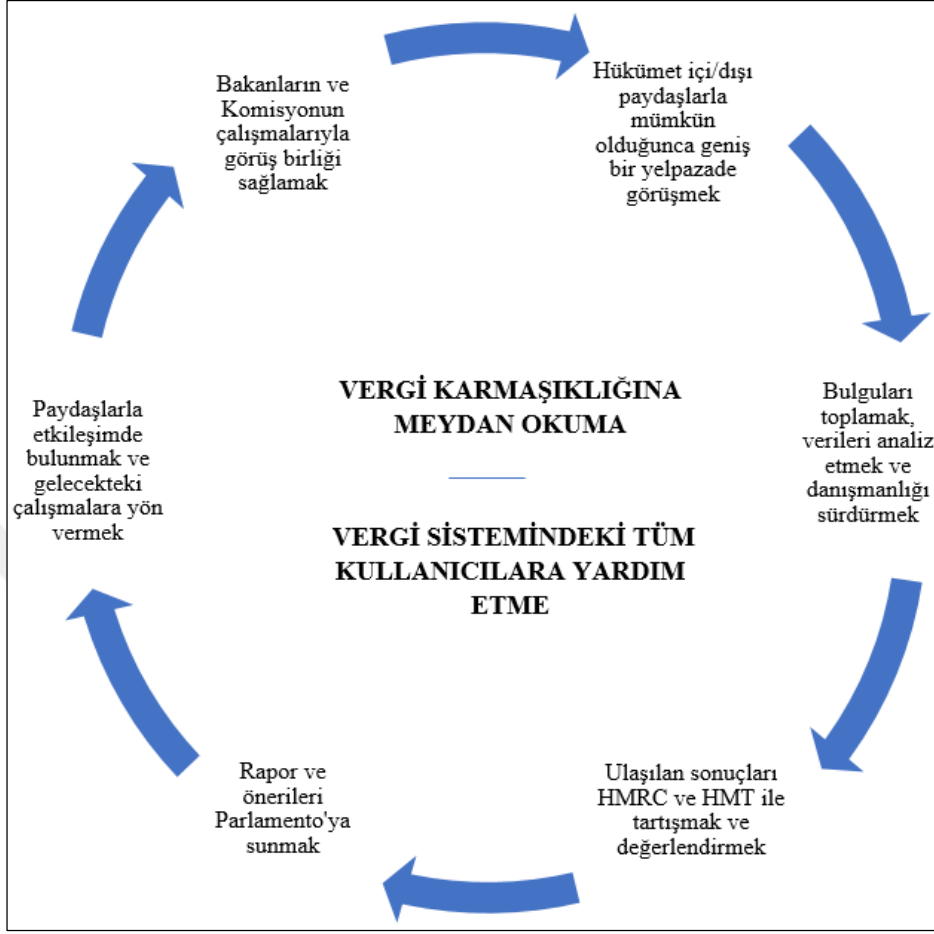 Bakanların ve
Komisyonun
çalışmalarıyla
görüş birliği
sağlamak
Hükümet içi/dışı
paydaşlarla
mümkün
olduğunca geniş
bir yelpazade
görüşmek
Bulguları
toplamak,
verileri analiz
etmek ve
danışmanlığı
sürdürmek
Ulaşılan sonuçları
HMRC ve HMT ile
tartışmak ve
değerlendirmek
Rapor ve
önerileri
Parlamento'ya
sunmak
Paydaşlarla
etkileşimde
bulunmak ve
gelecekteki
çalışmalara yön
vermek
VERGİ KARMAŞIKLIĞINA
MEYDAN OKUMA
VERGİ SİSTEMİNDEKİ TÜM
KULLANICILARA YARDIM
ETME